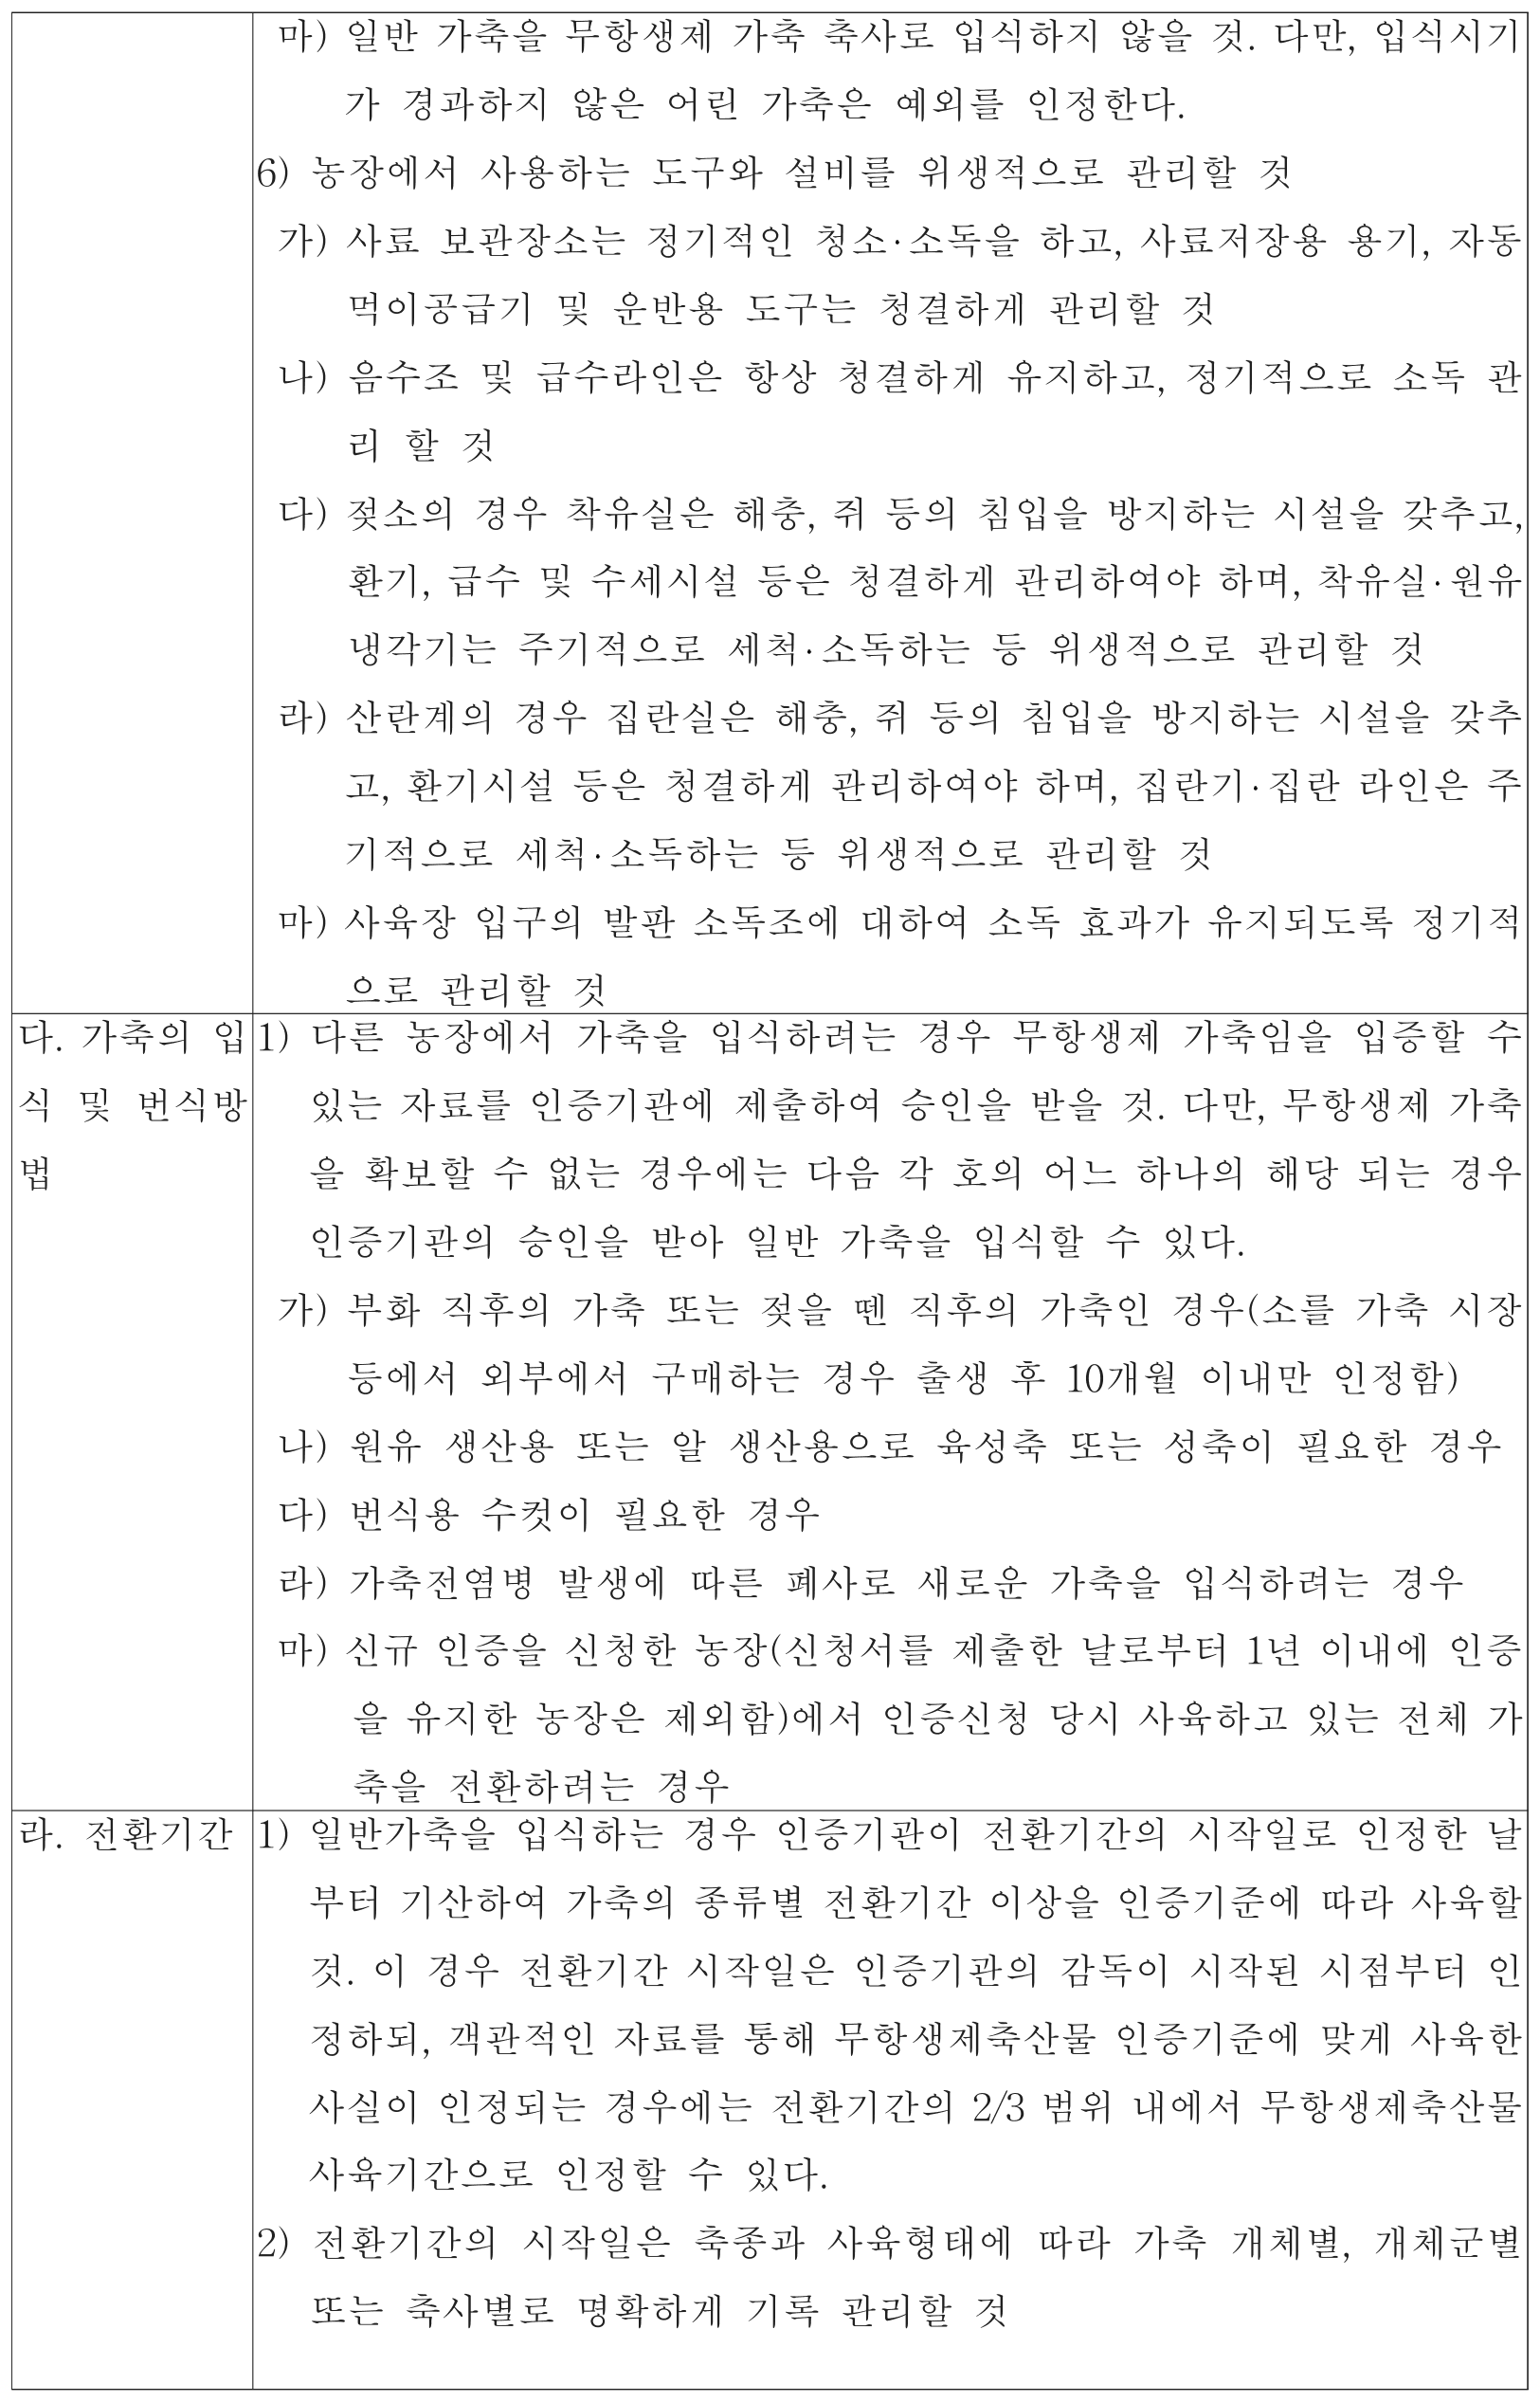 마) 일반 가축을 무항생제 가축 축사로 입식하지 않을 것. 다만, 입식시기
가 경과하지 않은 어린 가축은 예외를 인정한다.
6) 농장에서 사용하는 도구와 설비를 위생적으로 관리할 것
가) 사료 보관장소는 정기적인 청소·소독을 하고, 사료저장용 용기, 자동
먹이공급기 및 운반용 도구는 청결하게 관리할 것
나) 음수조 및 급수라인은 항상 청결하게 유지하고, 정기적으로 소독 관
리 할 것
다) 젖소의 경우 착유실은 해충, 쥐 등의 침입을 방지하는 시설을 갖추고,
환기, 급수 및 수세시설 등은 청결하게 관리하여야 하며, 착유실·원유
냉각기는 주기적으로 세척·소독하는 등 위생적으로 관리할 것
라) 산란계의 경우 집란실은 해충, 쥐 등의 침입을 방지하는 시설을 갖추
고, 환기시설 등은 청결하게 관리하여야 하며, 집란기·집란 라인은 주
기적으로 세척·소독하는 등 위생적으로 관리할 것
마) 사육장 입구의 발판 소독조에 대하여 소독 효과가 유지되도록 정기적
으로 관리할 것
다. 가축의 입
식 및 번식방
법
1) 다른 농장에서 가축을 입식하려는 경우 무항생제 가축임을 입증할 수
있는 자료를 인증기관에 제출하여 승인을 받을 것. 다만, 무항생제 가축
을 확보할 수 없는 경우에는 다음 각 호의 어느 하나의 해당 되는 경우
인증기관의 승인을 받아 일반 가축을 입식할 수 있다.
가) 부화 직후의 가축 또는 젖을 뗀 직후의 가축인 경우(소를 가축 시장
등에서 외부에서 구매하는 경우 출생 후 10개월 이내만 인정함)
나) 원유 생산용 또는 알 생산용으로 육성축 또는 성축이 필요한 경우
다) 번식용 수컷이 필요한 경우
라) 가축전염병 발생에 따른 폐사로 새로운 가축을 입식하려는 경우
마) 신규 인증을 신청한 농장(신청서를 제출한 날로부터 1년 이내에 인증
을 유지한 농장은 제외함)에서 인증신청 당시 사육하고 있는 전체 가
축을 전환하려는 경우
라. 전환기간
1) 일반가축을 입식하는 경우 인증기관이 전환기간의 시작일로 인정한 날
부터 기산하여 가축의 종류별 전환기간 이상을 인증기준에 따라 사육할
것. 이 경우 전환기간 시작일은 인증기관의 감독이 시작된 시점부터 인
정하되, 객관적인 자료를 통해 무항생제축산물 인증기준에 맞게 사육한
사실이 인정되는 경우에는 전환기간의 2/3 범위 내에서 무항생제축산물
사육기간으로 인정할 수 있다.
2) 전환기간의 시작일은 축종과 사육형태에 따라 가축 개체별, 개체군별
또는 축사별로 명확하게 기록 관리할 것